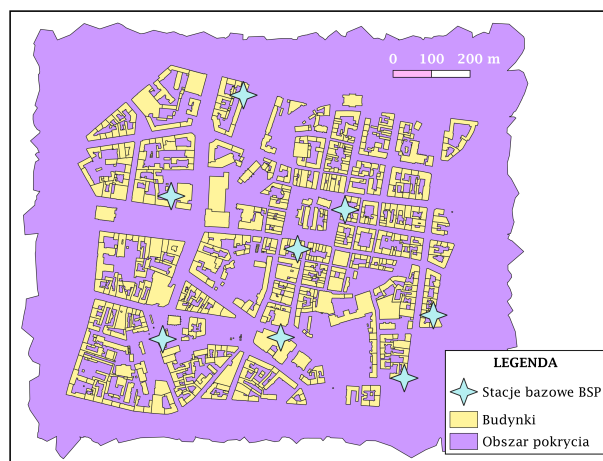 0 100 200 m
LEGENDA
Stacje bazowe BSP
Budynki
Obszar pokrycia